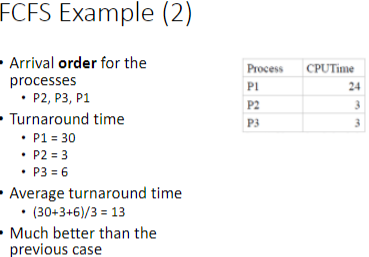 FCFS Example (2)
• Arrival order for the
processes
• P2, P3, P1
• Turnaround time
• P1 = 30
• P2 = 3
• P3 = 6
• Average turnaround time
• (30+3+6)/3 = 13
• Much better than the
previous case
Process CPUTime
P1 24
P2 3
P3 3